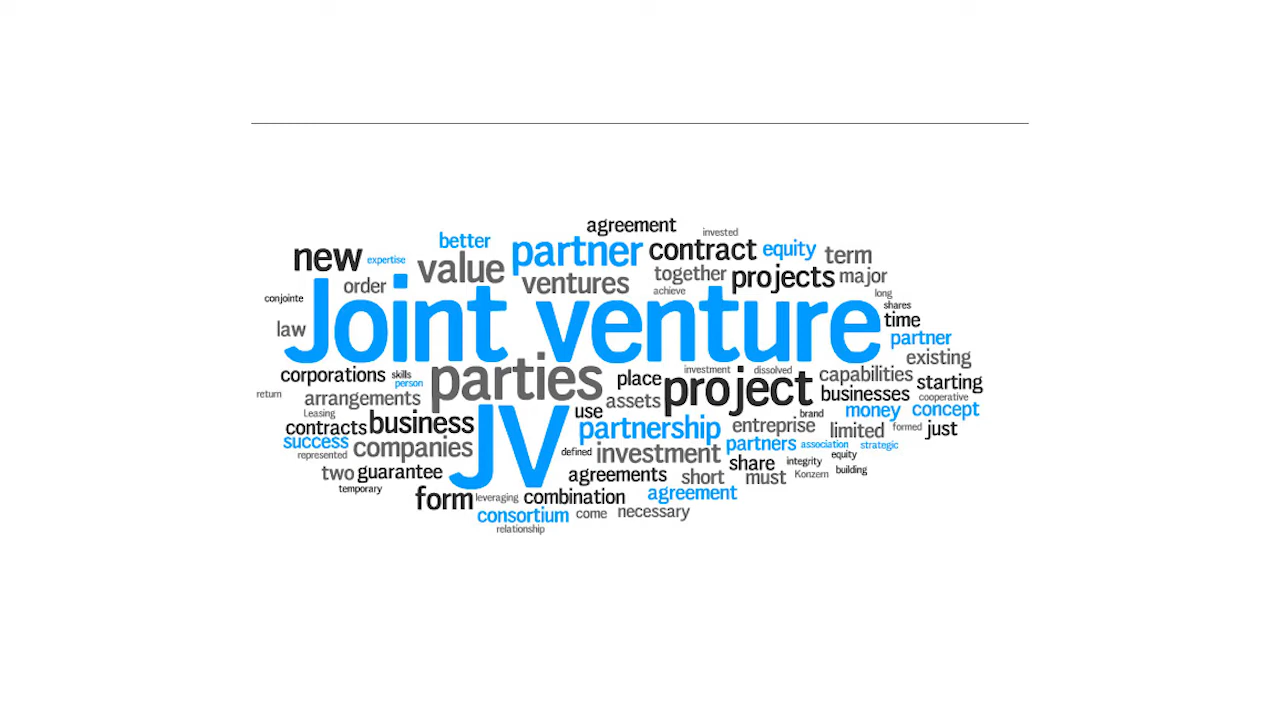 agreement
better partner contract invested equity term
new expertise value ventures together projects major
order achieve long
conjointe Joint venture shares
law time
partner
existing
corporations skills parties place investment dissolved capabilities starting
person project
return arrangements assets businesses cooperative
Leasing use brand money concept
contracts business JV partnership entreprise limited formed just
success companies partners association strategic
represented defined investment share integrity equity
two guarantee agreements short must Konzern building
temporary form leveraging combination agreement
consortium come necessary
relationship